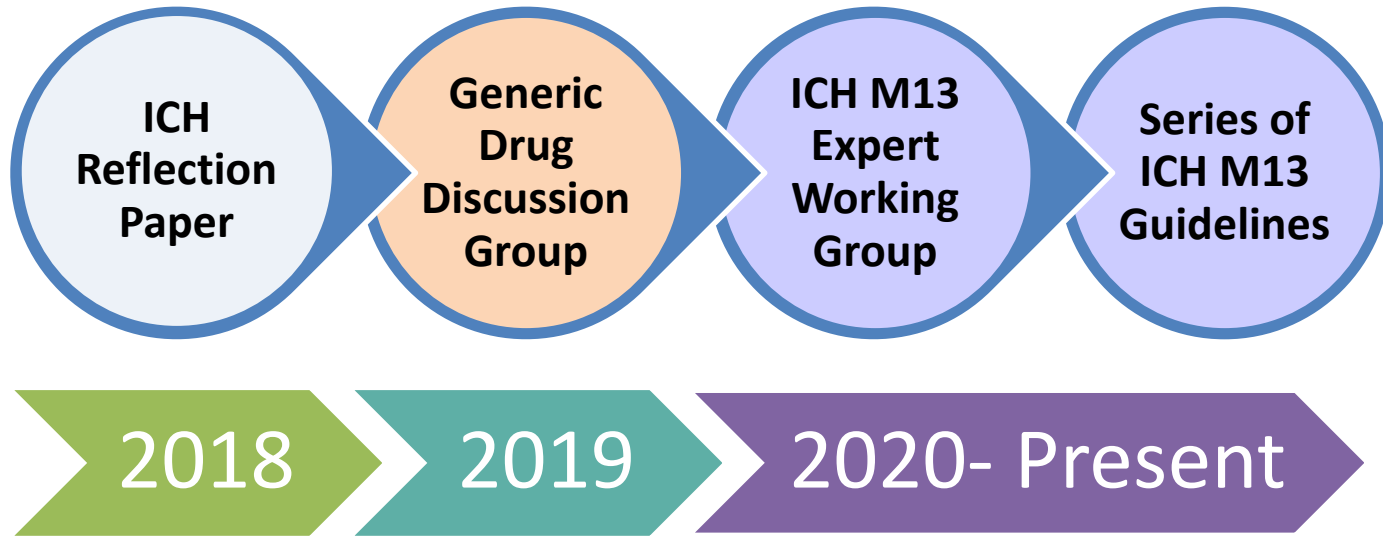 ICH
Reflection
Paper
Generic
Drug
Discussion
Group
ICH M13
Expert
Working
Group
Series of
ICH M13
Guidelines
2018
2019
2020- Present